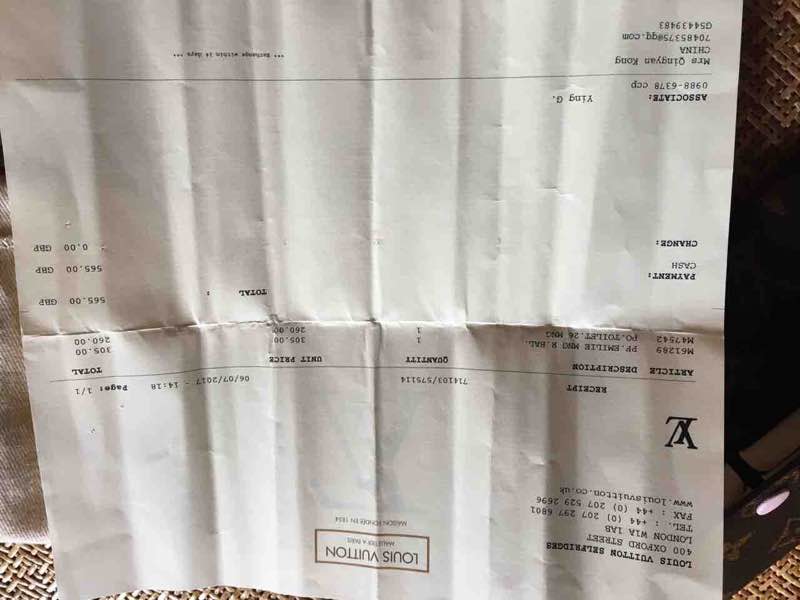 LOUIS VUITTON
MALLETIER A PARIS
MAISON FONDÉE EN 1854
LOUIS VUITTON SELFRIDGES
400 OXFORD STREET
LONDON W1A 1AB
TEL. : +44 (0) 207 297 6801
FAX : +44 (0) 207 529 2696
www.louisvuitton.co.uk
LV
RECEIPT 714103/575114 06/07/2017 - 14:18 Page: 1/1
ARTICLE DESCRIPTION QUANTITY UNIT PRICE TOTAL
M61289 PF.EMILIE MNG R.BAL. 1 305.00 305.00
M47542 PO.TOILET.26 MNG 1 260.00 260.00
TOTAL : 565.00 GBP
PAYMENT:
CASH 565.00 GBP
CHANGE: 0.00 GBP
ASSOCIATE: Ying G.
0988-6378 ccp
Mrs Qingyan Kong
CHINA
704853758@qq.com
G54439483
*** Exchange within 14 days ***